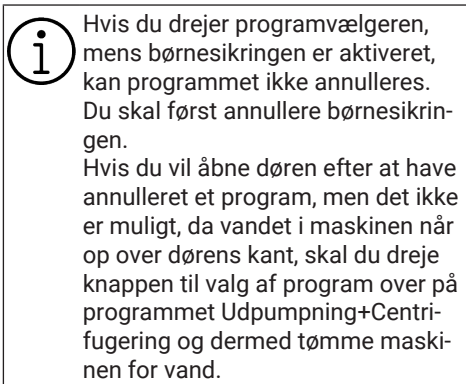 Hvis du drejer programvælgeren,
mens børnesikringen er aktiveret,
kan programmet ikke annulleres.
Du skal først annullere børnesikrin-
gen.
Hvis du vil åbne døren efter at have
annulleret et program, men det ikke
er muligt, da vandet i maskinen når
op over dørens kant, skal du dreje
knappen til valg af program over på
programmet Udpumpning+Centri-
fugering og dermed tømme maski-
nen for vand.